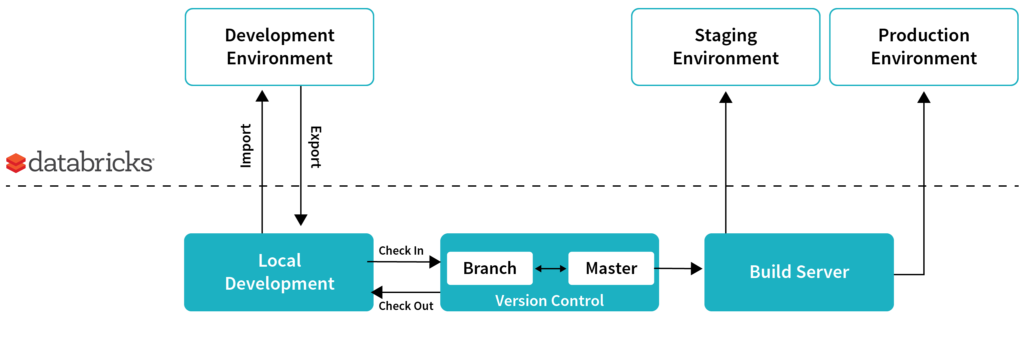 Development
Environment
Staging
Environment
Production
Environment
Import
Export
databricks
Local
Development
Check In
Check Out
Branch
Master
Version Control
Build Server